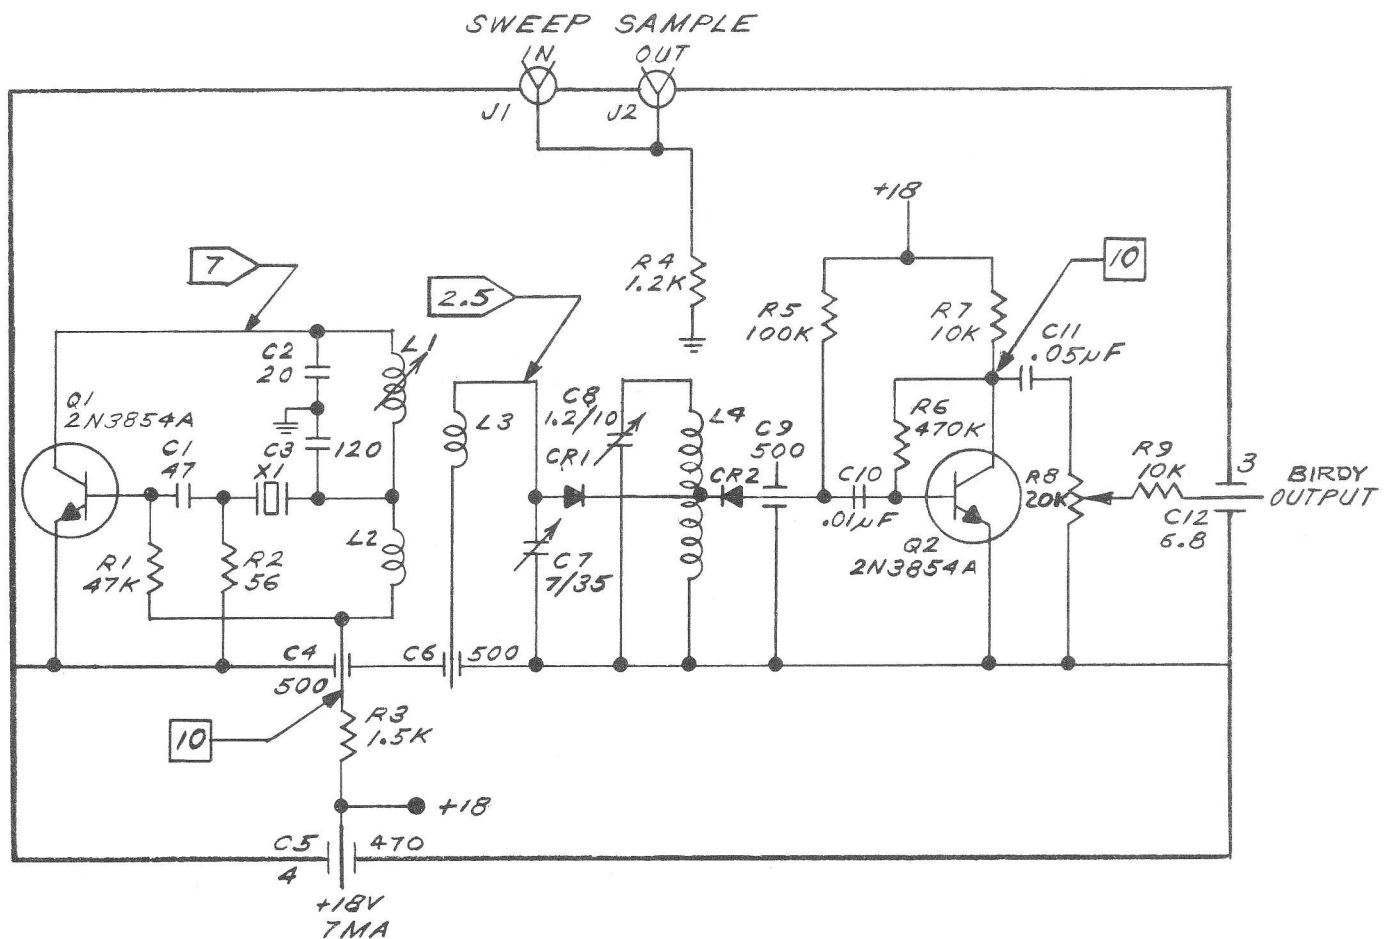 SWEEP SAMPLE
IN
OUT
J1
J2
+18
7
R4
1.2K
10
2.5
R5
100K
R7
10K
C11
.05µF
C2
20
L1
Q1
2N3854A
C8
1.2/10
L3
L4
C9
500
R6
470K
C1
47
C3
120
X1
CR1
CR2
C10
.01µF
R8
20K
R9
10K
3
BIRDY
OUTPUT
C12
6.8
L2
R1
47K
R2
56
C7
7/35
Q2
2N3854A
C4
500
C6
500
R3
1.5K
10
+18
C5
470
4
+18V
7MA